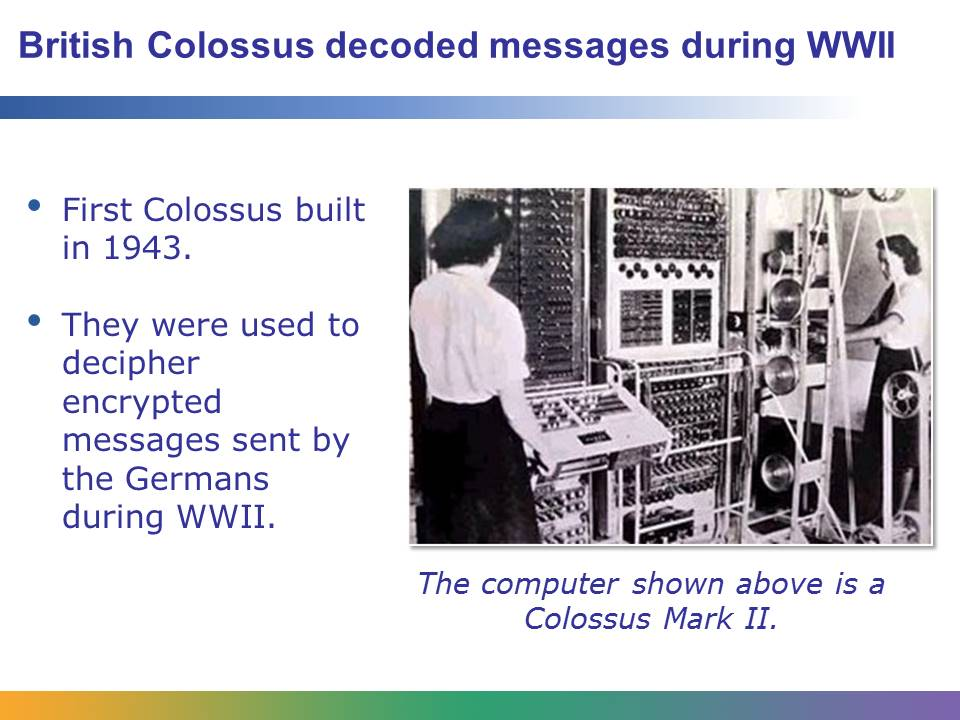 British Colossus decoded messages during WWII
• First Colossus built
in 1943.
• They were used to
decipher
encrypted
messages sent by
the Germans
during WWII.
The computer shown above is a
Colossus Mark II.